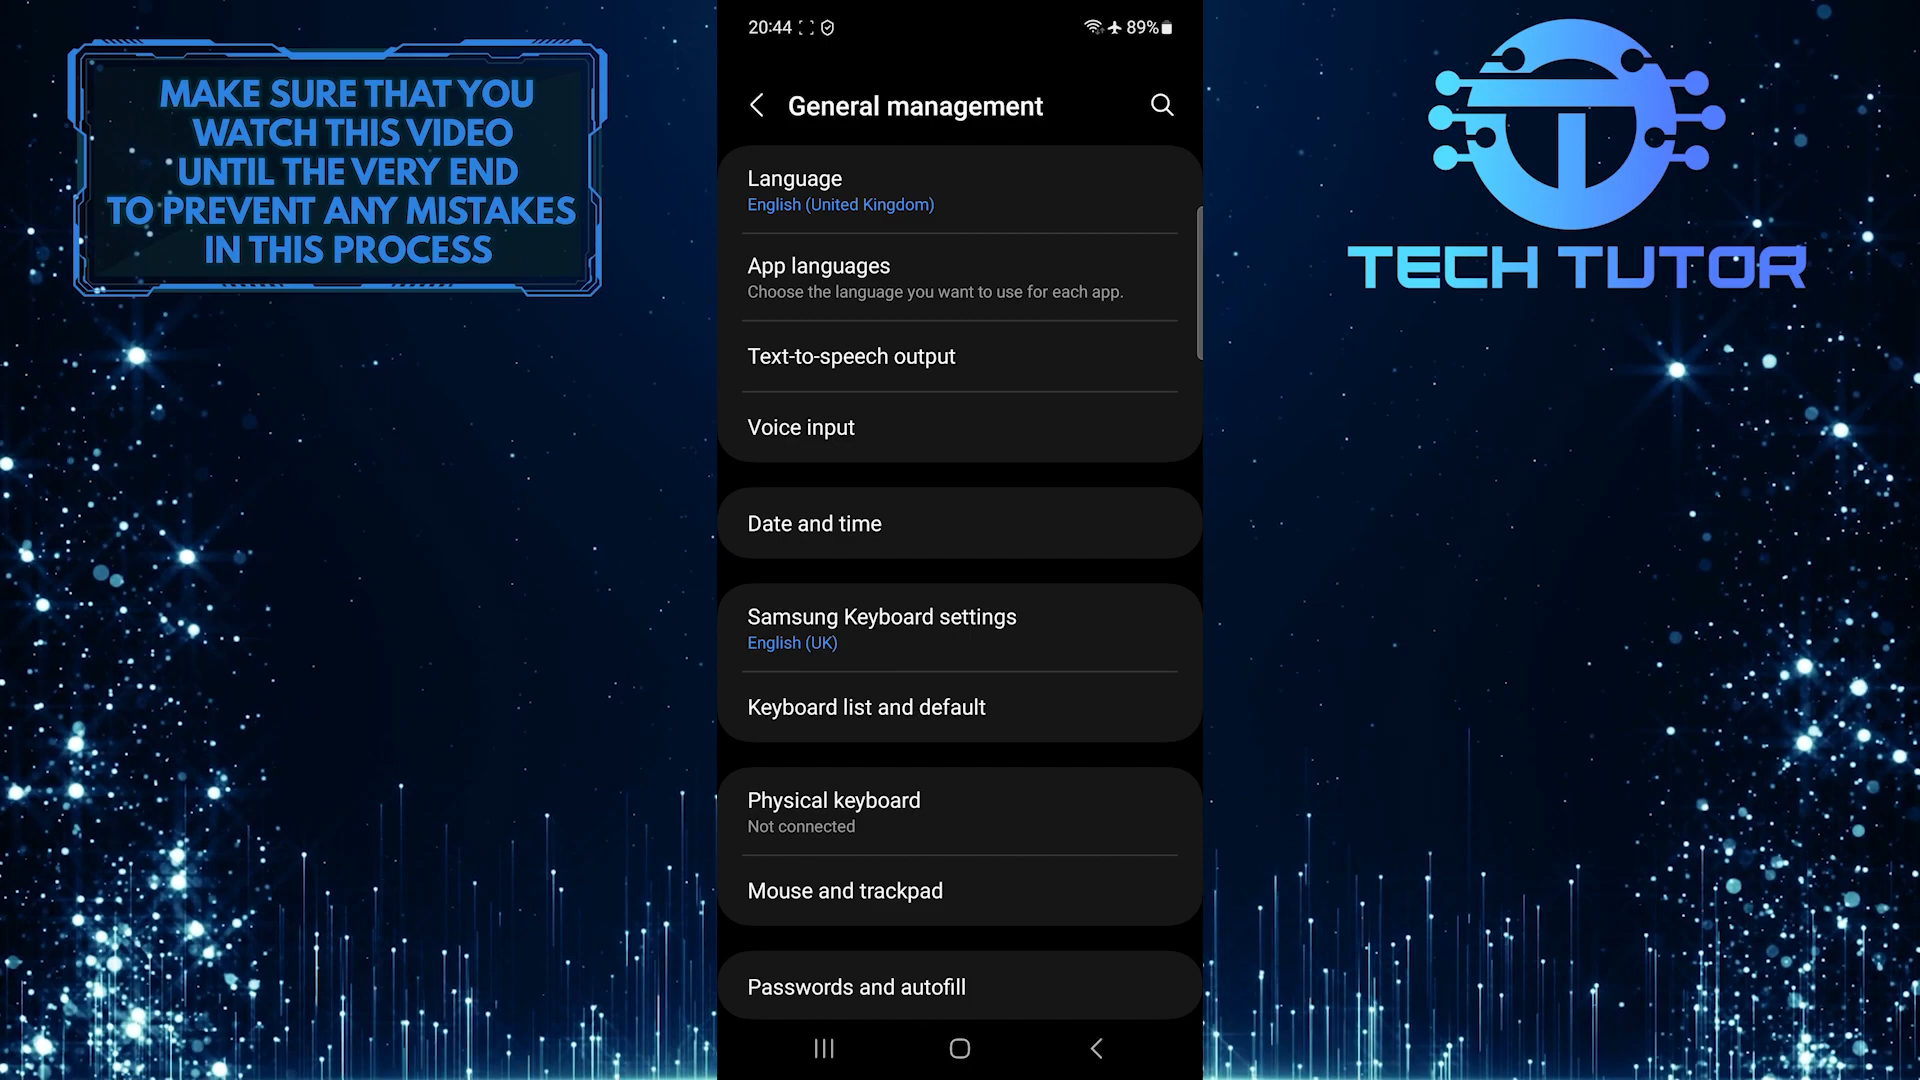 MAKE SURE THAT YOU
WATCH THIS VIDEO
UNTIL THE VERY END
TO PREVENT ANY MISTAKES
IN THIS PROCESS
20:44
89%
General management
Language
English (United Kingdom)
App languages
Choose the language you want to use for each app.
Text-to-speech output
Voice input
Date and time
Samsung Keyboard settings
English (UK)
Keyboard list and default
Physical keyboard
Not connected
Mouse and trackpad
Passwords and autofill
TECH TUTOR